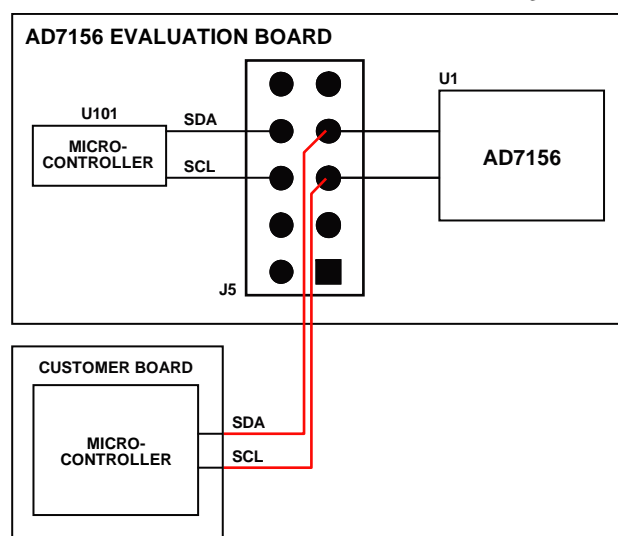 AD7156 EVALUATION BOARD
U101
MICRO-
CONTROLLER
SDA
SCL
J5
U1
AD7156
CUSTOMER BOARD
MICRO-
CONTROLLER
SDA
SCL